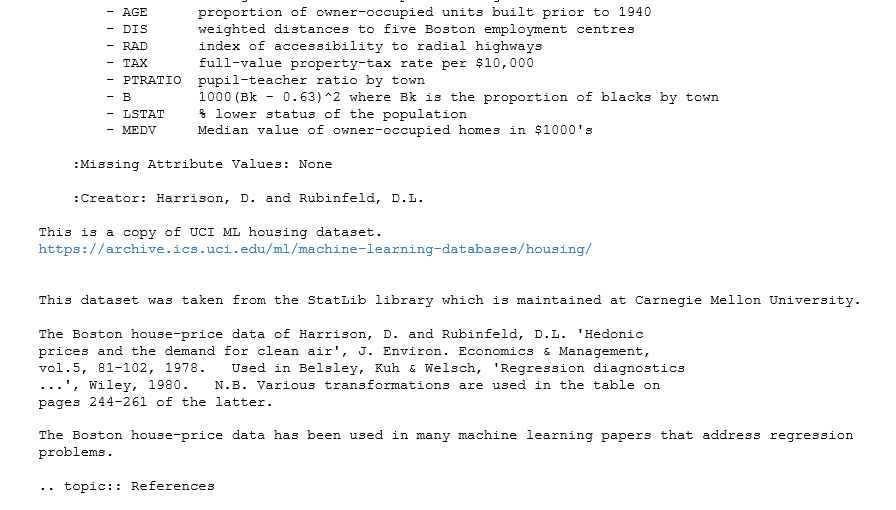 - AGE proportion of owner-occupied units built prior to 1940
- DIS weighted distances to five Boston employment centres
- RAD index of accessibility to radial highways
- TAX full-value property-tax rate per $10,000
- PTRATIO pupil-teacher ratio by town
- B 1000(Bk - 0.63)^2 where Bk is the proportion of blacks by town
- LSTAT % lower status of the population
- MEDV Median value of owner-occupied homes in $1000's
:Missing Attribute Values: None
:Creator: Harrison, D. and Rubinfeld, D.L.
This is a copy of UCI ML housing dataset.
https://archive.ics.uci.edu/ml/machine-learning-databases/housing/
This dataset was taken from the StatLib library which is maintained at Carnegie Mellon University.
The Boston house-price data of Harrison, D. and Rubinfeld, D.L. 'Hedonic
prices and the demand for clean air', J. Environ. Economics & Management,
vol.5, 81-102, 1978. Used in Belsley, Kuh & Welsch, 'Regression diagnostics
...', Wiley, 1980. N.B. Various transformations are used in the table on
pages 244-261 of the latter.
The Boston house-price data has been used in many machine learning papers that address regression
problems.
.. topic:: References